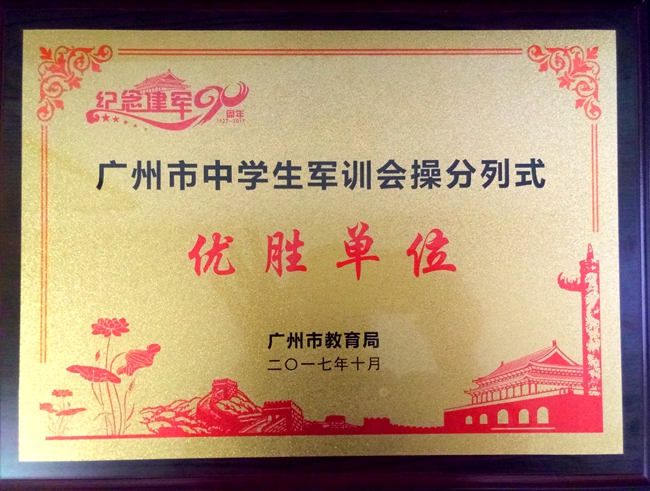 纪念建军90
周年
1927-2017
广州市中学生军训会操分列式
优胜单位
广州市教育局
二〇一七年十月